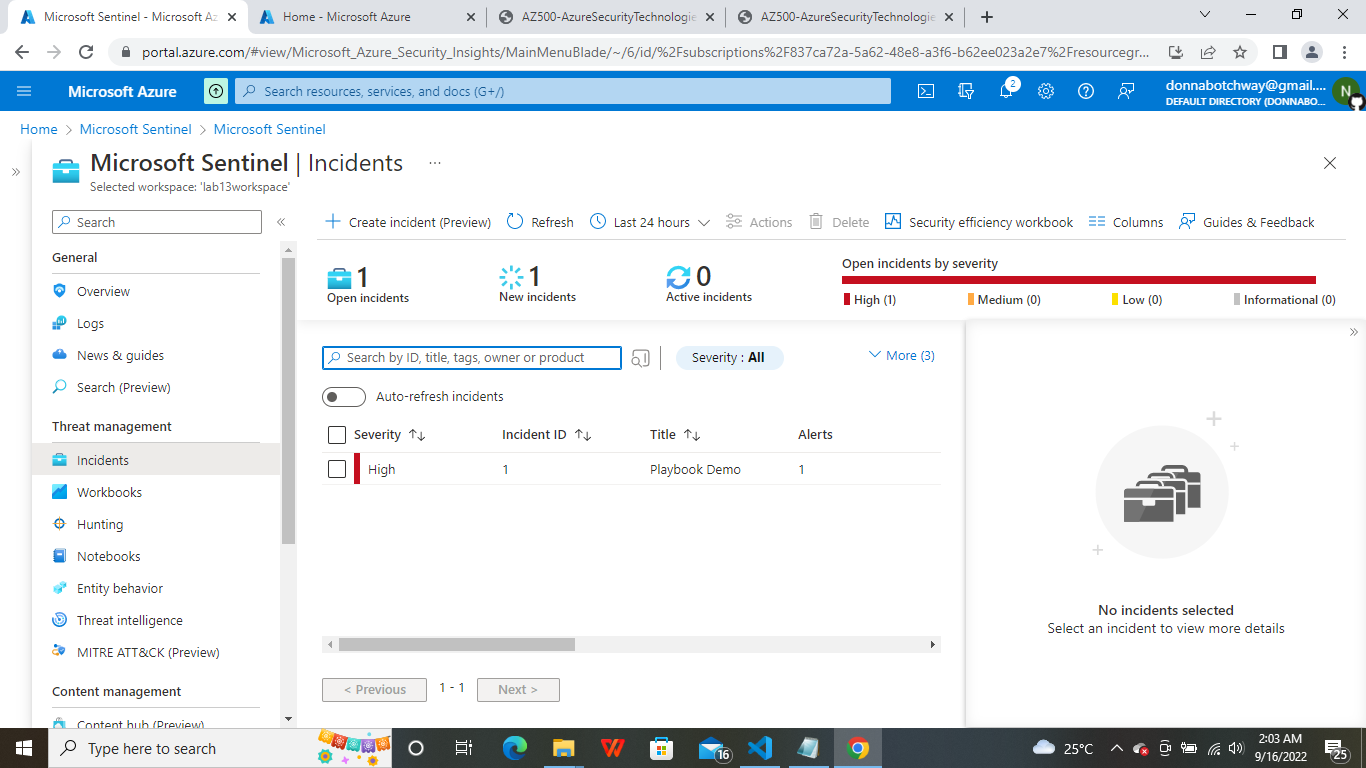 Microsoft Sentinel - Microsoft Az
Home - Microsoft Azure
AZ500-AzureSecurityTechnologie
AZ500-AzureSecurityTechnologie
portal.azure.com/#view/Microsoft_Azure_Security_Insights/MainMenuBlade/~/6/id/%2Fsubscriptions%2F837ca72a-5a62-48e8-a3f6-b62ee023a2e7%2Fresourcegr...
Microsoft Azure
Search resources, services, and docs (G+/)
2
donnabotchway@gmail....
DEFAULT DIRECTORY (DONNABO...
N
Home > Microsoft Sentinel > Microsoft Sentinel
Microsoft Sentinel | Incidents ...
Selected workspace: 'lab13workspace'
Search
General
Overview
Logs
News & guides
Search (Preview)
Threat management
Incidents
Workbooks
Hunting
Notebooks
Entity behavior
Threat intelligence
MITRE ATT&CK (Preview)
Content management
Content hub (Preview)
Create incident (Preview) Refresh Last 24 hours Actions Delete Security efficiency workbook Columns Guides & Feedback
1
Open incidents
1
New incidents
0
Active incidents
Open incidents by severity
High (1) Medium (0) Low (0) Informational (0)
Search by ID, title, tags, owner or product
Severity : All
More (3)
Auto-refresh incidents
Severity Incident ID Title Alerts
High 1 Playbook Demo 1
< Previous 1 - 1 Next >
No incidents selected
Select an incident to view more details
Type here to search
16
25°C
2:03 AM
9/16/2022
25